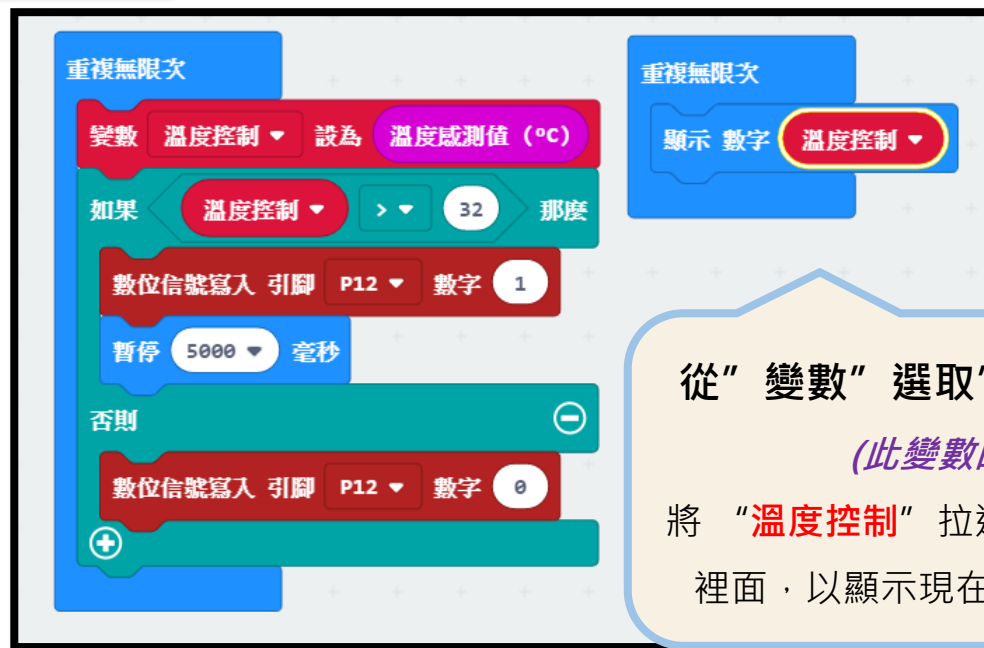 重複無限次
變數 溫度控制 設為 溫度感測值 (°C)
如果 溫度控制 > 32 那麼
數位信號寫入 引腳 P12 數字 1
暫停 5000 毫秒
否則
數位信號寫入 引腳 P12 數字 0
重複無限次
顯示 數字 溫度控制
從”變數”選取”
(此變數
將 “溫度控制”拉
裡面，以顯示現在